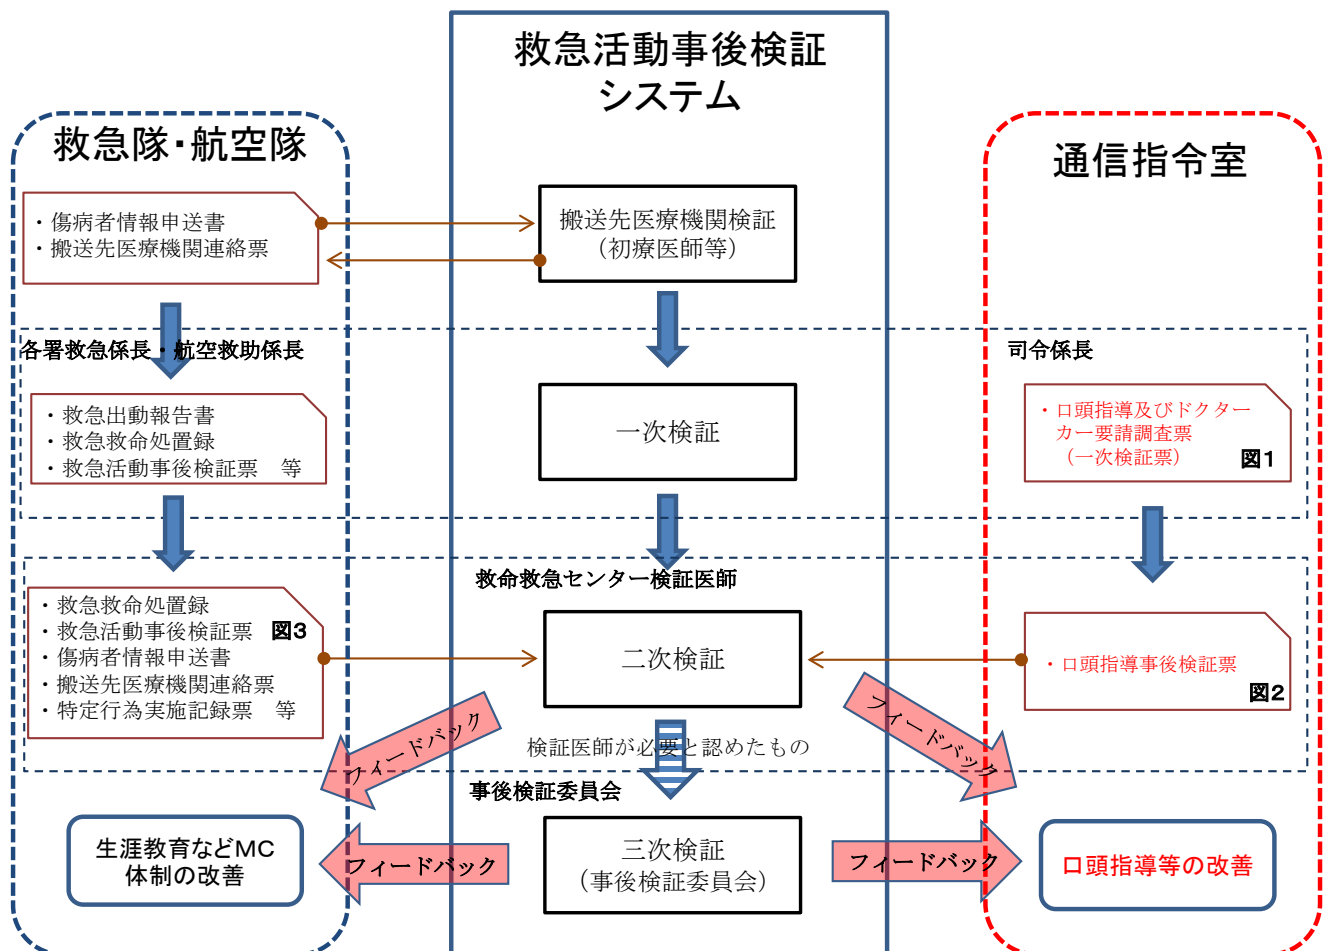 救急活動事後検証
システム
救急隊・航空隊
通信指令室
・傷病者情報申送書
・搬送先医療機関連絡票
搬送先医療機関検証
（初療医師等）
各署救急係長・航空救助係長
司令係長
・救急出動報告書
・救急救命処置録
・救急活動事後検証票　等
一次検証
・口頭指導及びドクター
カー要請調査票
（一次検証票）
図1
救命救急センター検証医師
・救急救命処置録
・救急活動事後検証票
図3
・傷病者情報申送書
・搬送先医療機関連絡票
・特定行為実施記録票　等
二次検証
・口頭指導事後検証票
図2
フィードバック
フィードバック
検証医師が必要と認めたもの
事後検証委員会
生涯教育などMC
体制の改善
フィードバック
三次検証
（事後検証委員会）
フィードバック
口頭指導等の改善